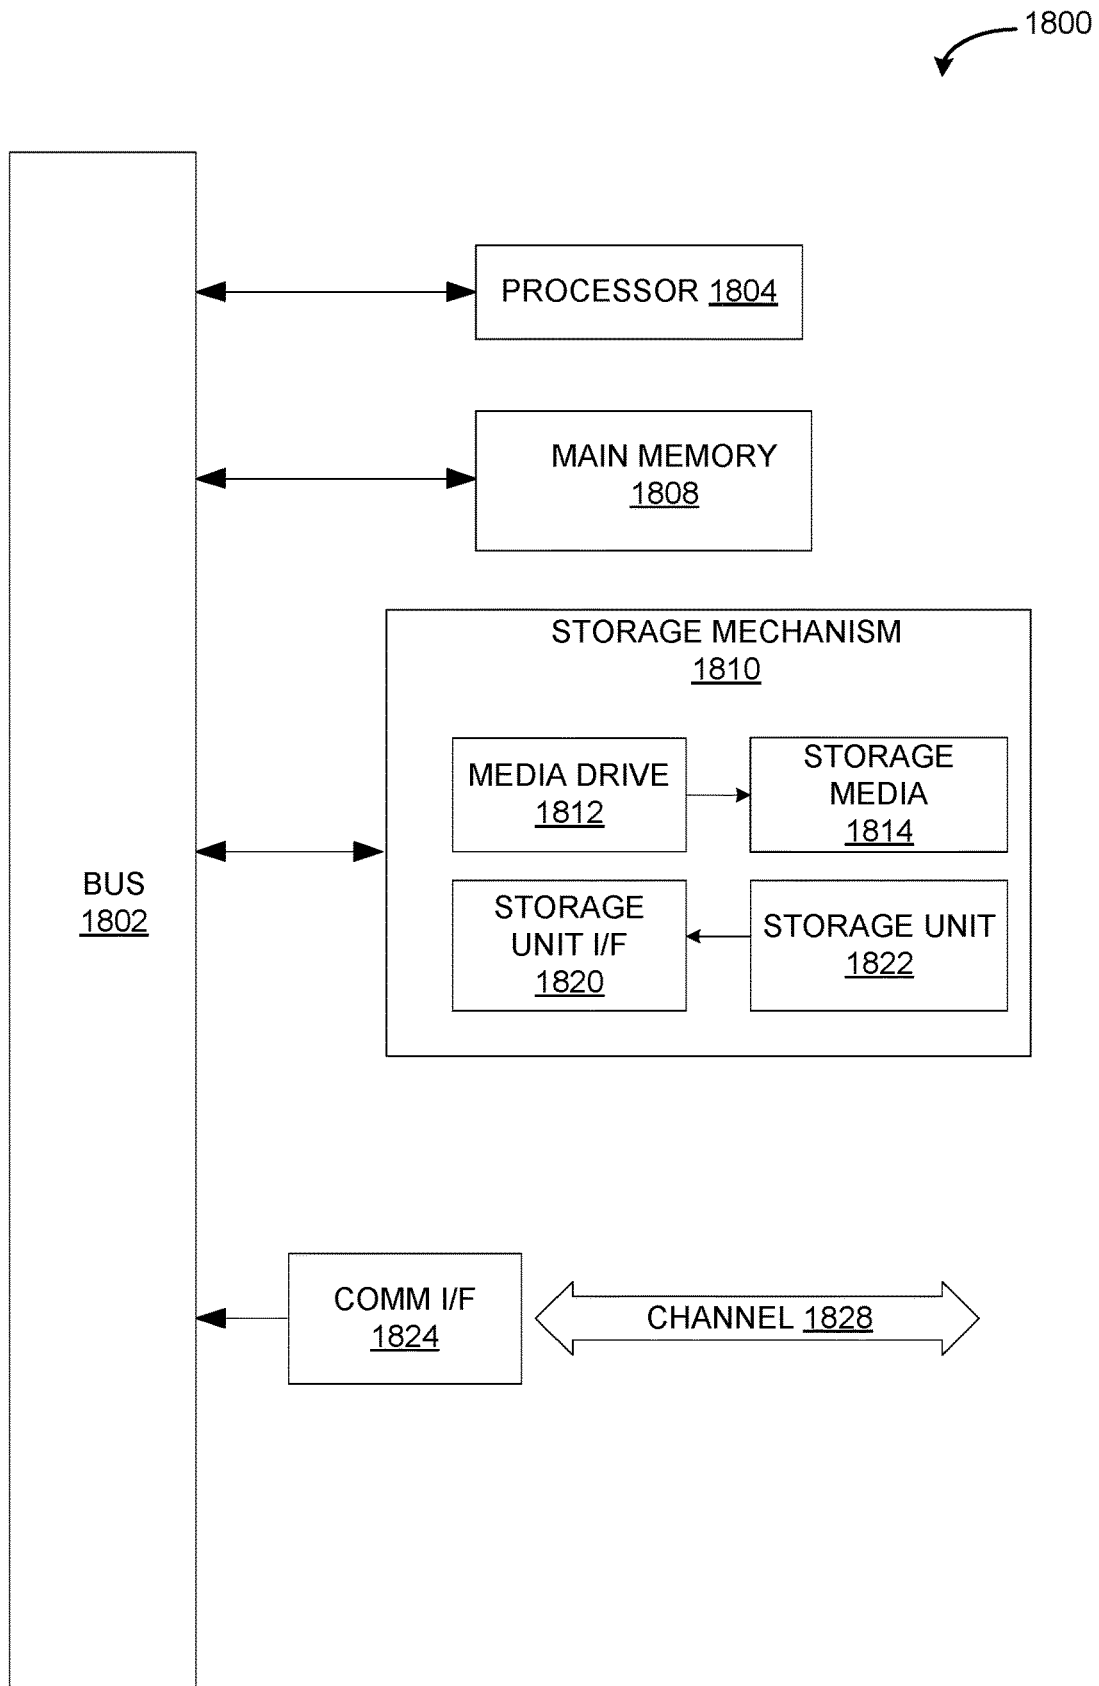 1800
PROCESSOR 1804
MAIN MEMORY
1808
STORAGE MECHANISM
1810
MEDIA DRIVE
1812
STORAGE
MEDIA
1814
BUS
1802
STORAGE
UNIT I/F
1820
STORAGE UNIT
1822
COMM I/F
1824
CHANNEL 1828